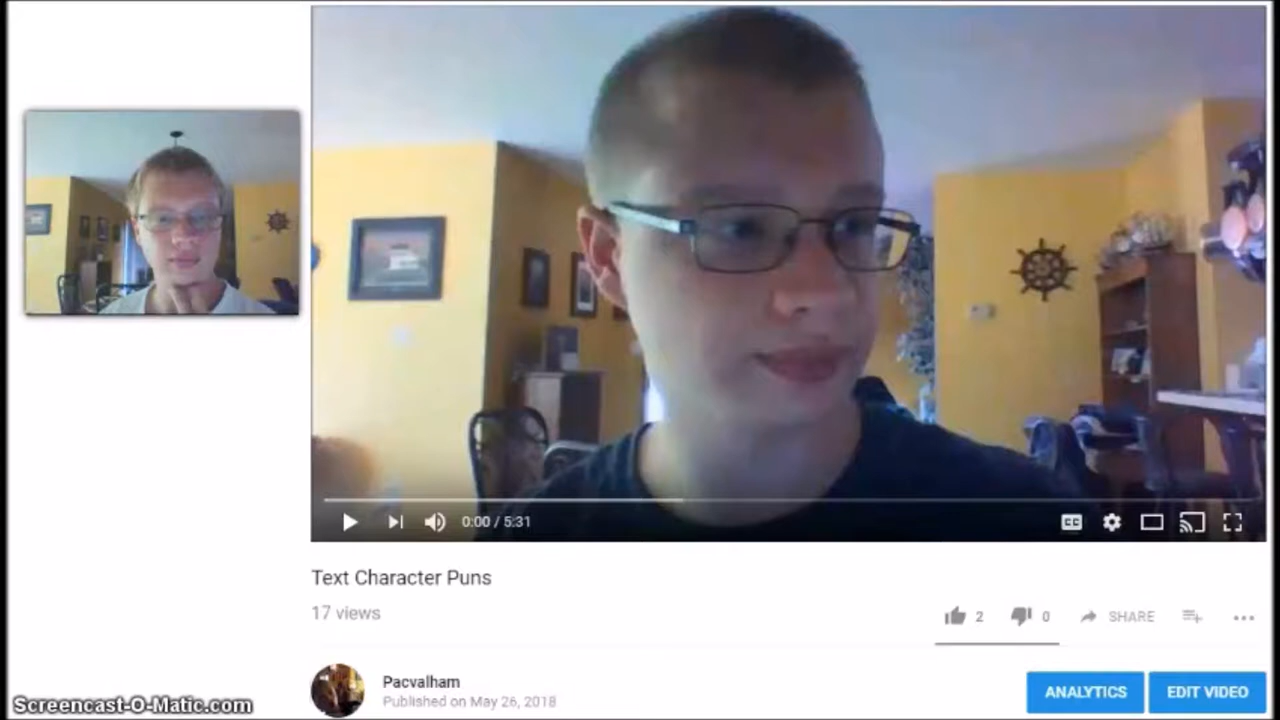 0:00 / 5:31
CC
Text Character Puns
17 views
2
0
SHARE
Pacvalham
Published on May 26, 2018
ANALYTICS
EDIT VIDEO
Screencast-O-Matic.com